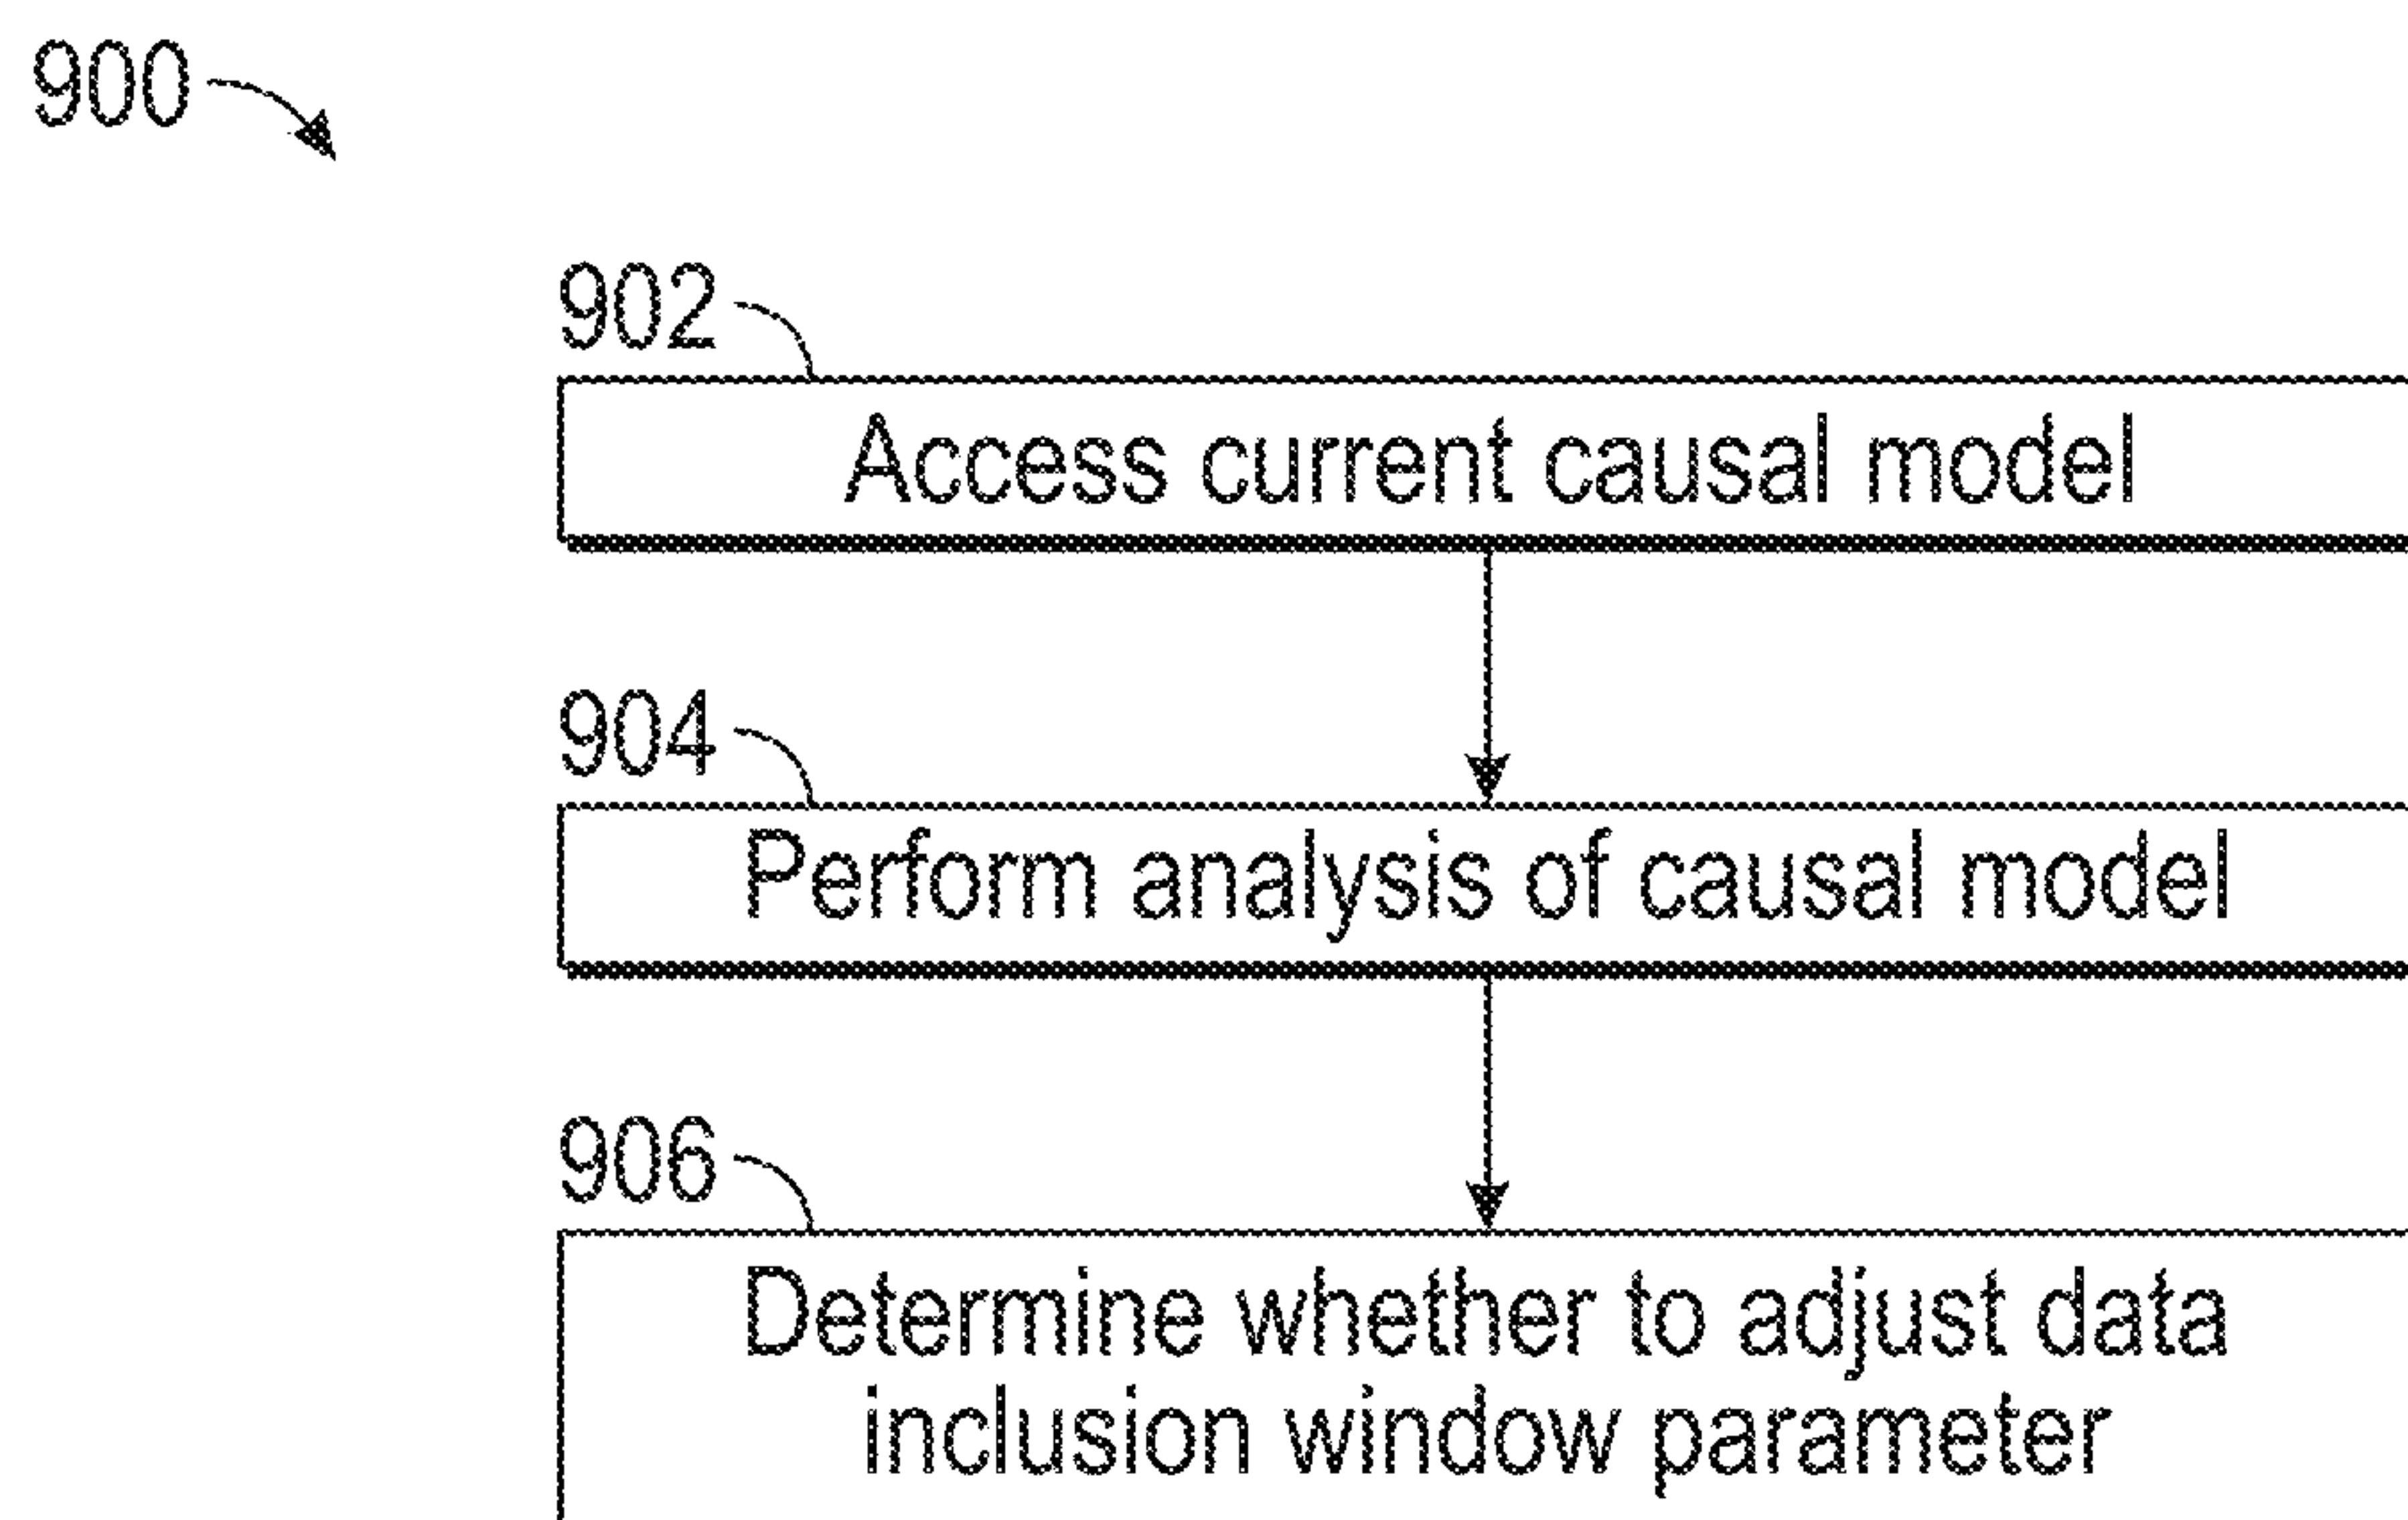 900
902
Access current causal model
904
Perform analysis of causal model
906
Determine whether to adjust data
inclusion window parameter